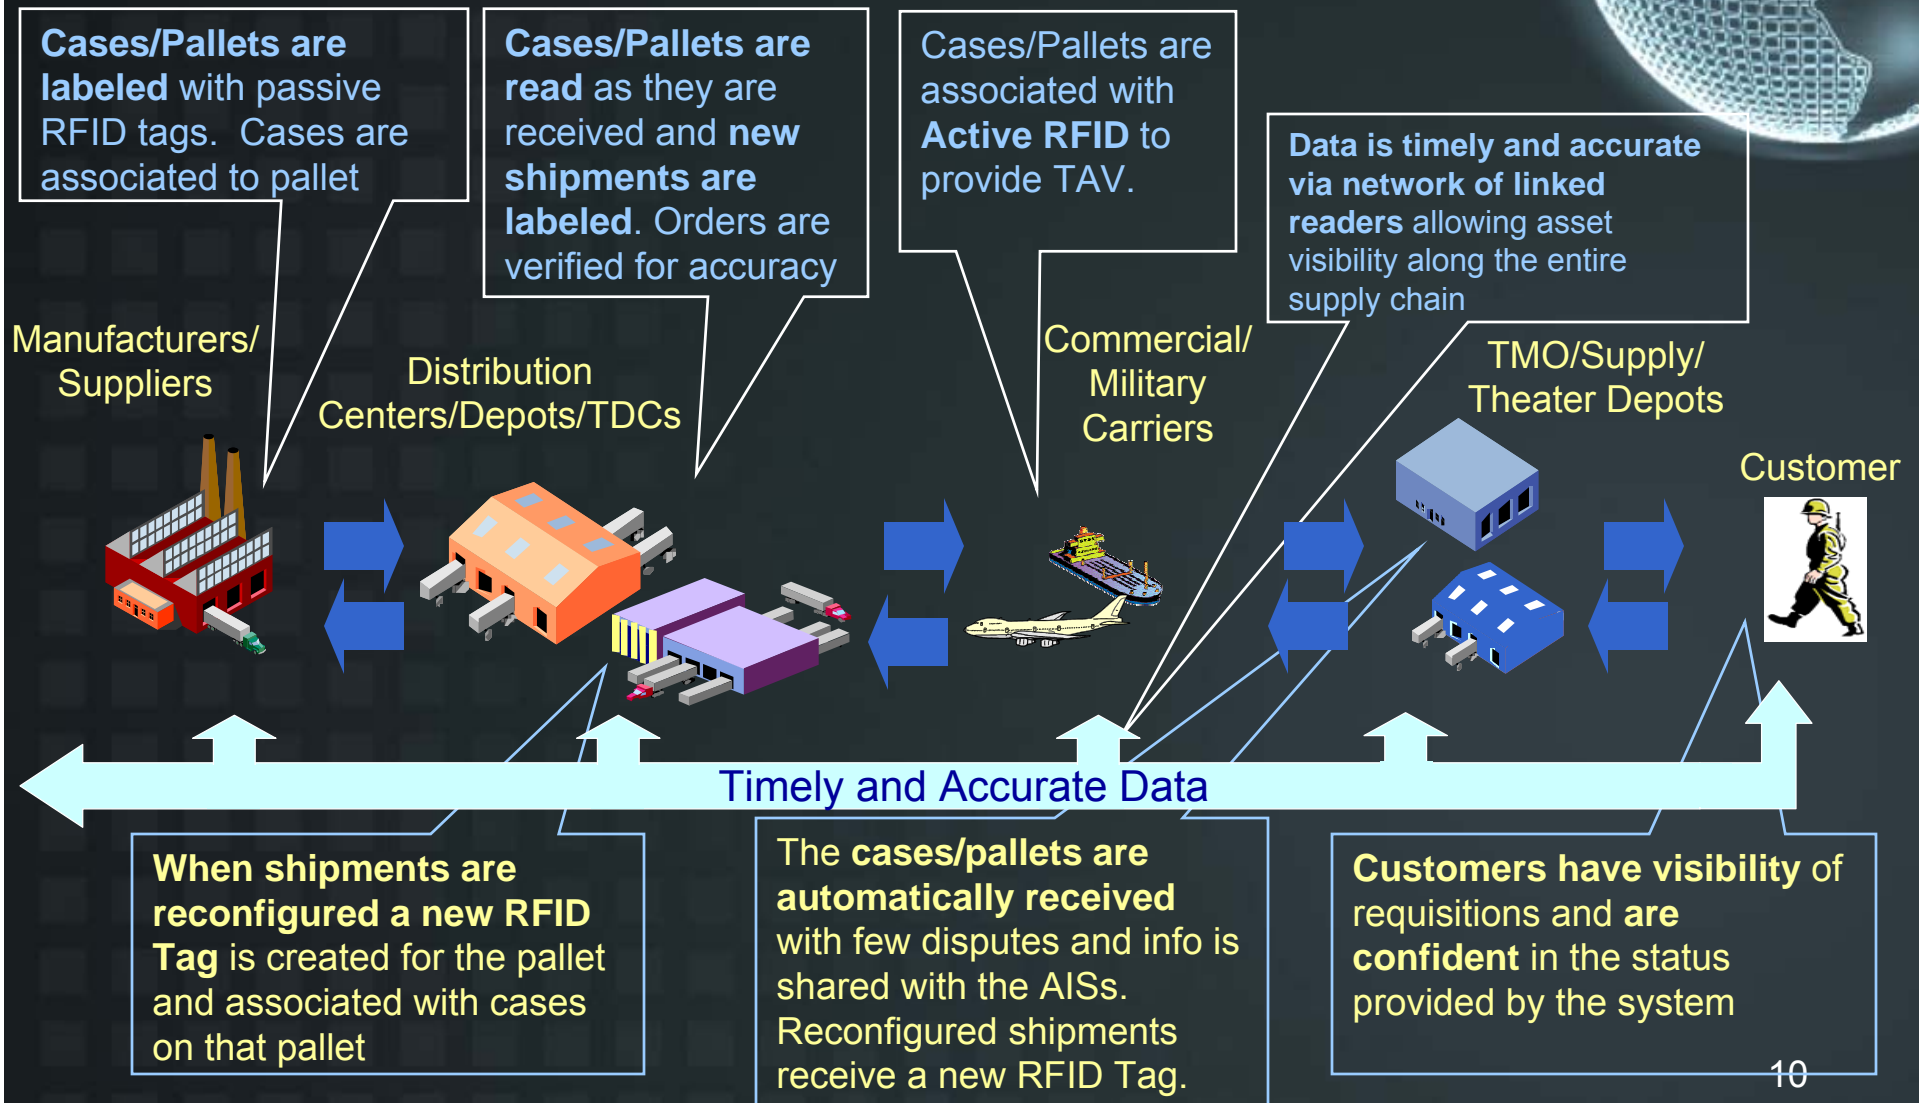 Cases/Pallets are
labeled with passive
RFID tags.  Cases are
associated to pallet
Cases/Pallets are
read as they are
received and new
shipments are
labeled. Orders are
verified for accuracy
Cases/Pallets are
associated with
Active RFID to
provide TAV.
Data is timely and accurate
via network of linked
readers allowing asset
visibility along the entire
supply chain
Manufacturers/
Suppliers
Distribution
Centers/Depots/TDCs
Commercial/
Military
Carriers
TMO/Supply/
Theater Depots
Customer
Timely and Accurate Data
When shipments are
reconfigured a new RFID
Tag is created for the pallet
and associated with cases
on that pallet
The cases/pallets are
automatically received
with few disputes and info is
shared with the AISs.
Reconfigured shipments
receive a new RFID Tag.
Customers have visibility of
requisitions and are
confident in the status
provided by the system
10